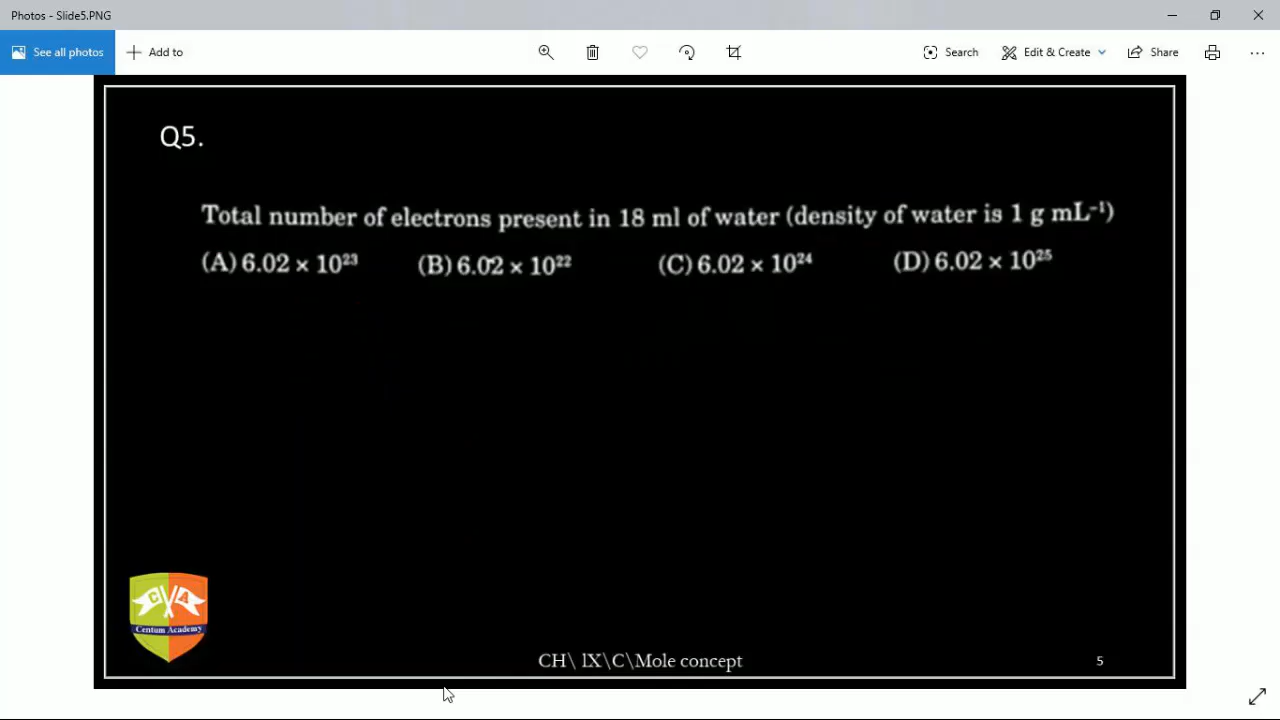 Photos - Slide5.PNG
See all photos
Add to
Search
Edit & Create
Share
Q5.
Total number of electrons present in 18 ml of water (density of water is 1 g mL⁻¹)
(A) 6.02 × 10²³ (B) 6.02 × 10²² (C) 6.02 × 10²⁴ (D) 6.02 × 10²⁵
C A
Centum Academy
CH\ lX\C\Mole concept
5